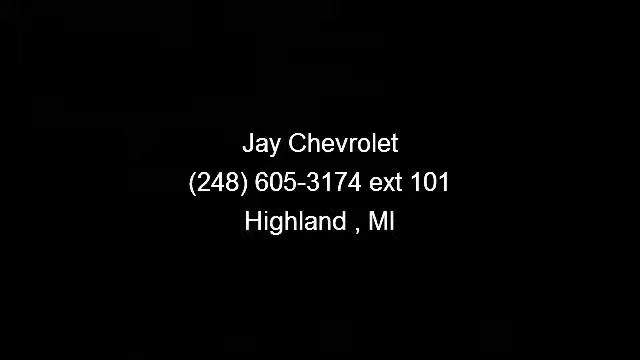 Jay Chevrolet
(248) 605-3174 ext 101
Highland , MI